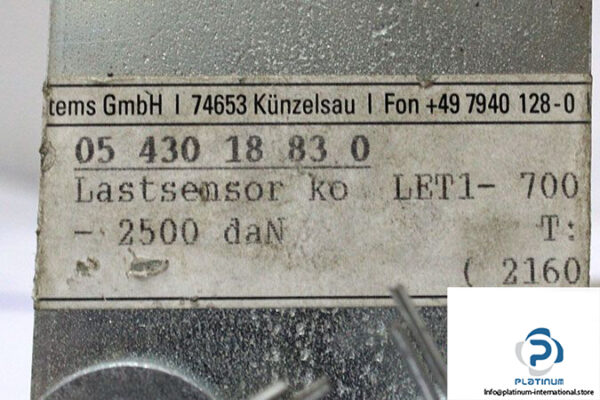 tems GmbH | 74653 Künzelsau | Fon +49 7940 128-0
05 430 18 83 0
Lastsensor ko LET1- 700
- 2500 daN T:
( 2160
PLATINUM
Info@platinum-international.store